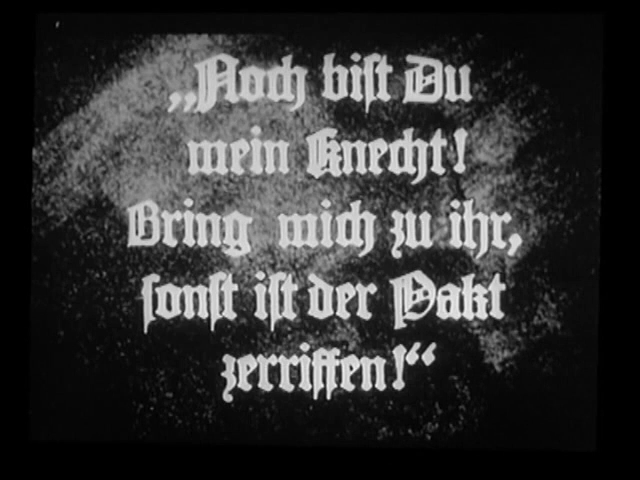 „Noch bist Du
mein Knecht!
Bring mich zu ihr,
sonst ist der Pakt
zerrissen!“